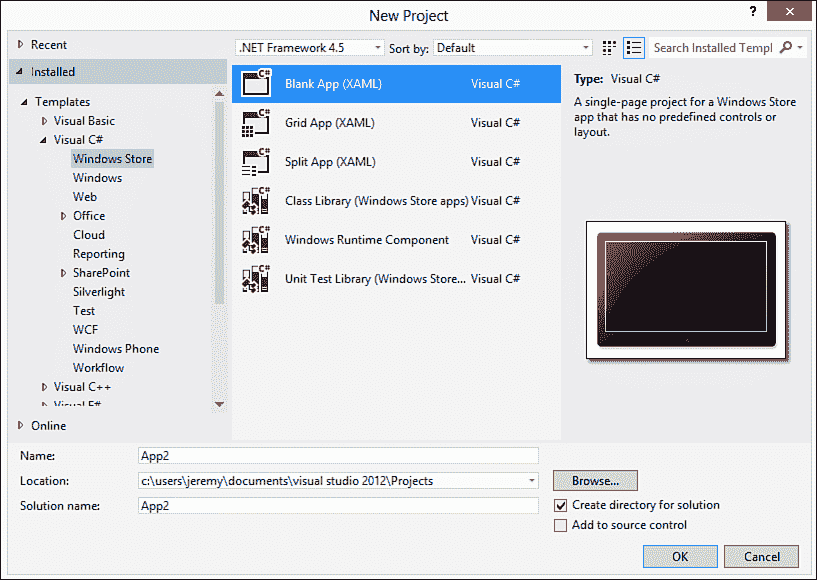 New Project
?
Recent
.NET Framework 4.5
Sort by:
Default
Search Installed Templ
Installed
Templates
Visual Basic
Visual C#
Windows Store
Windows
Web
Office
Cloud
Reporting
SharePoint
Silverlight
Test
WCF
Windows Phone
Workflow
Visual C++
Visual F#
Online
C# Blank App (XAML) Visual C#
C# Grid App (XAML) Visual C#
C# Split App (XAML) Visual C#
C# Class Library (Windows Store apps) Visual C#
C# Windows Runtime Component Visual C#
C# Unit Test Library (Windows Store... Visual C#
Type: Visual C#
A single-page project for a Windows Store
app that has no predefined controls or
layout.
Name: App2
Location: c:\users\jeremy\documents\visual studio 2012\Projects
Browse...
Solution name: App2
Create directory for solution
Add to source control
OK
Cancel